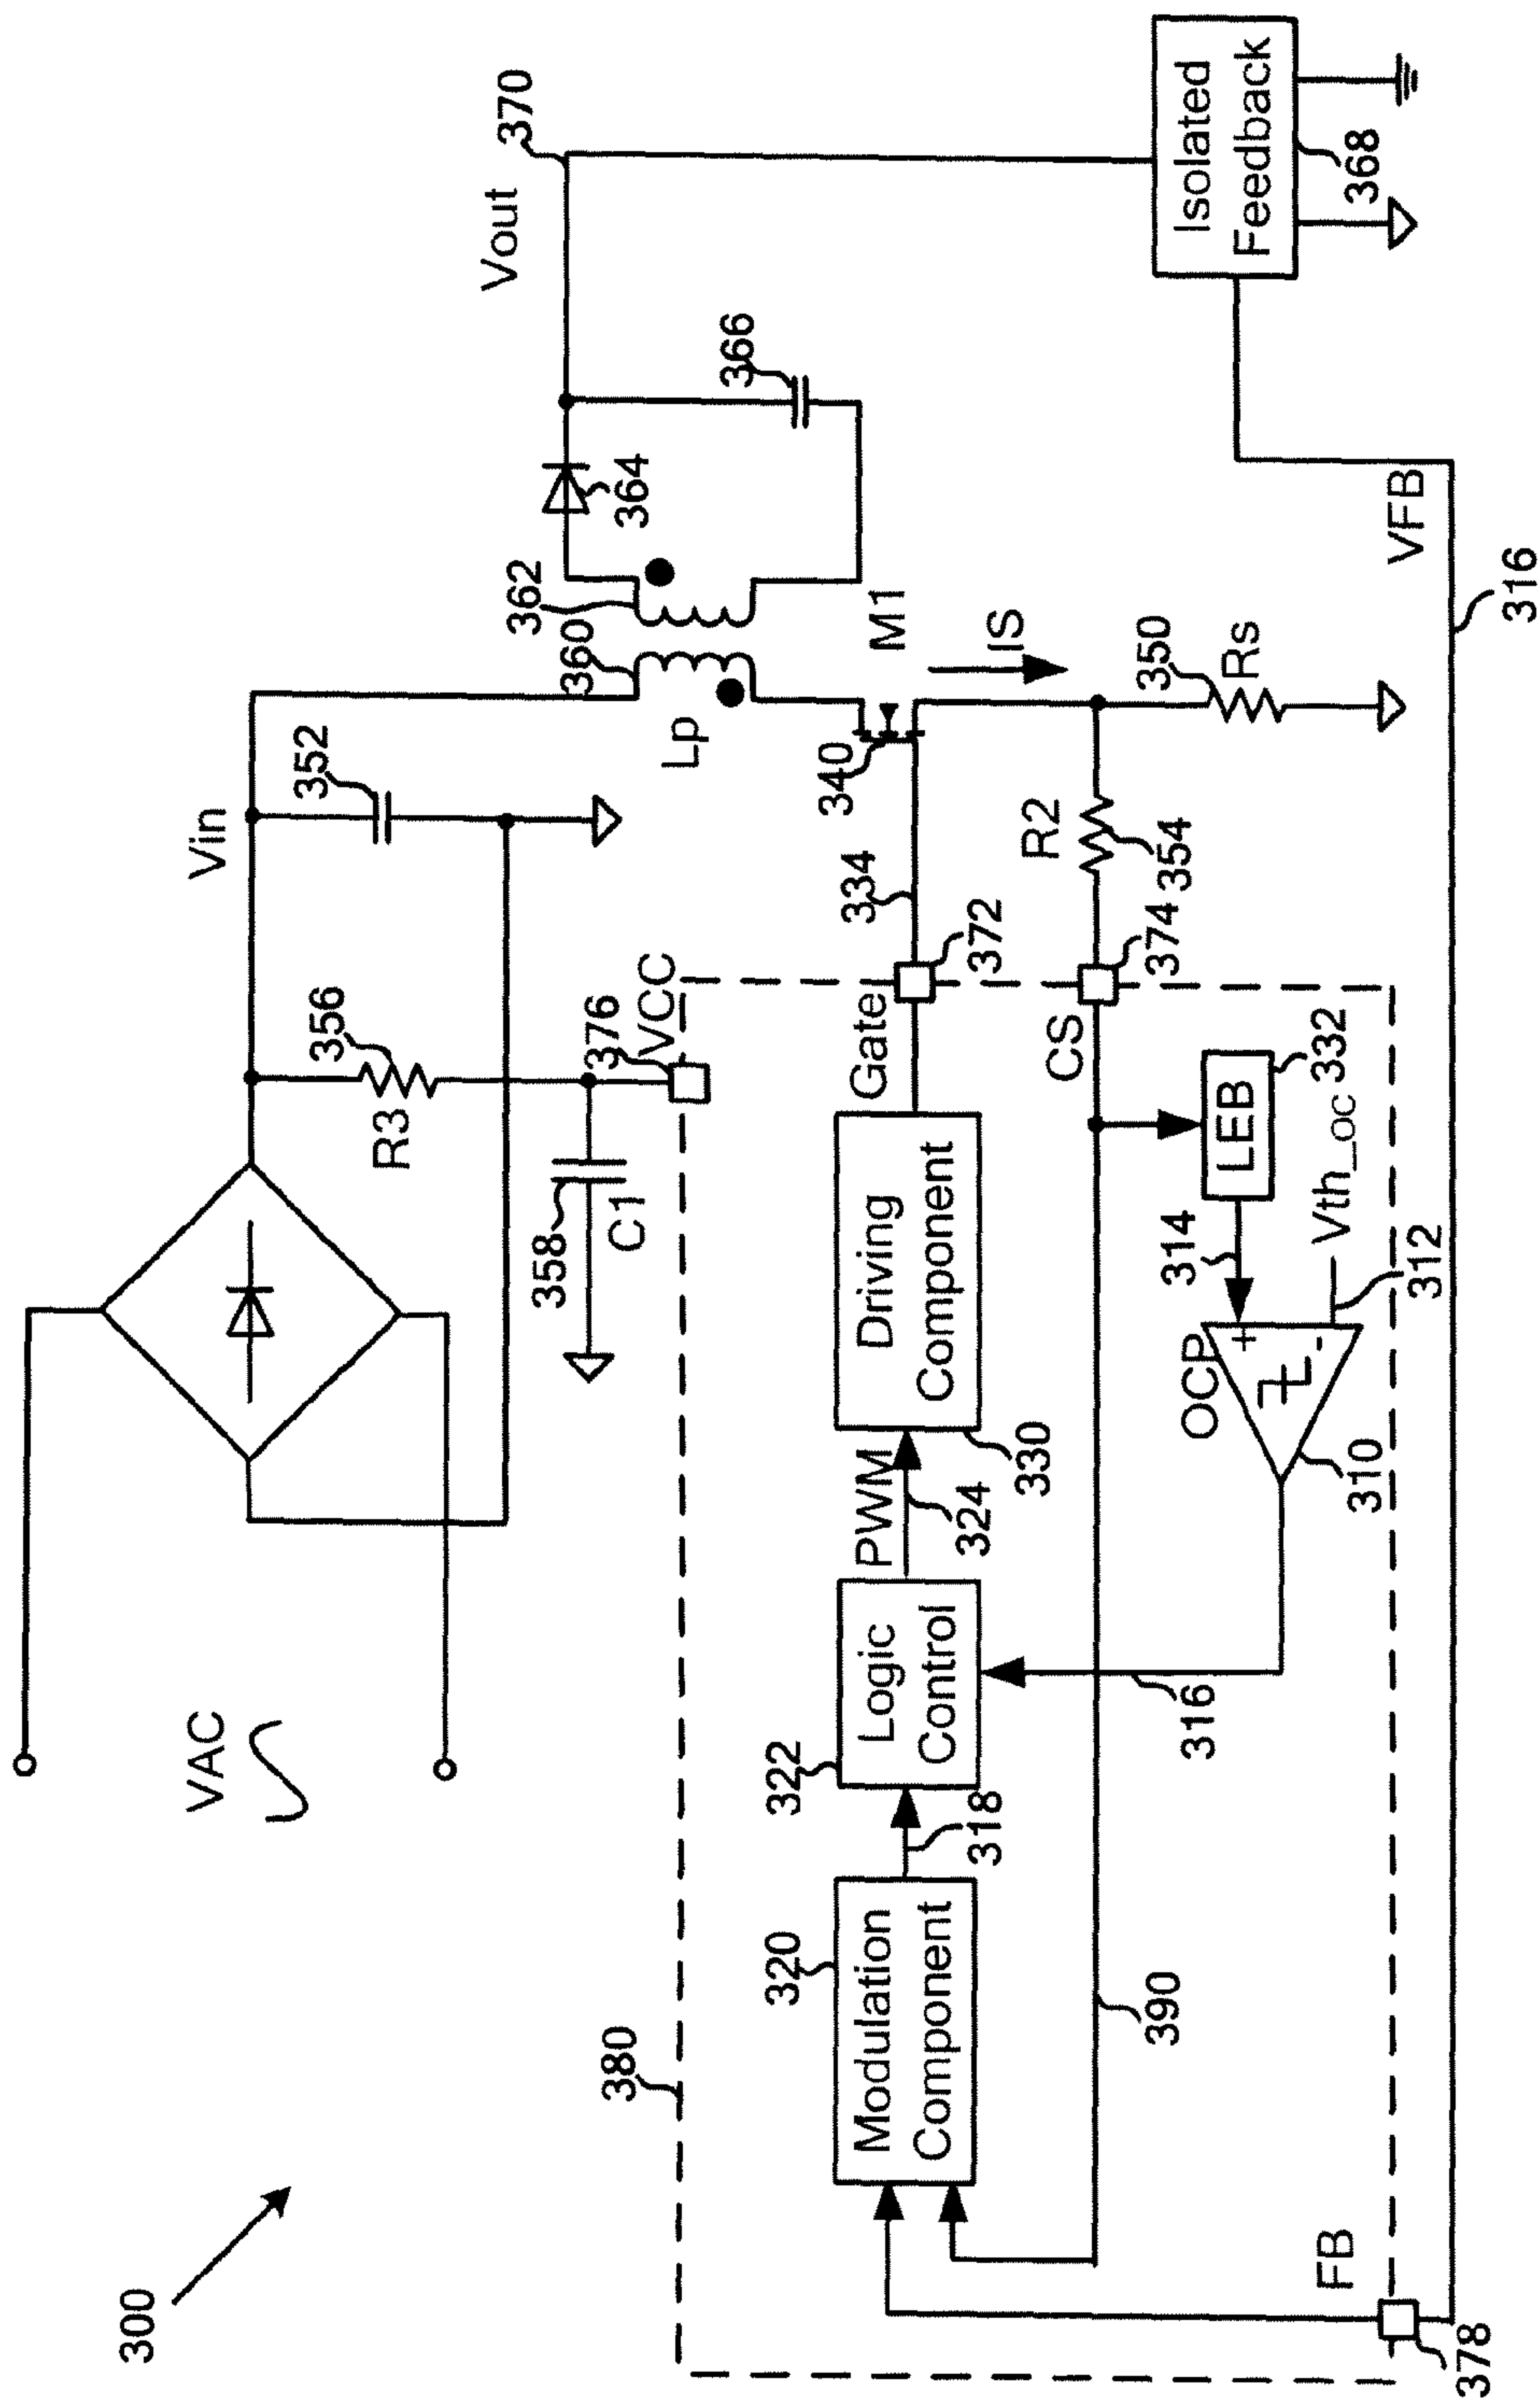 300
VAC
Vin
352
356
R3
358
C1
376
VCC
360
362
Lp
364
366
Vout
370
380
320
Modulation
Component
318
322
Logic
Control
PWM
324
Driving
Component
330
Gate
372
334
340
M1
IS
R2
354
350
Rs
CS
374
LEB
332
314
Vth_oc
312
OCP
+
-
310
316
390
FB
378
VFB
316
Isolated
Feedback
368